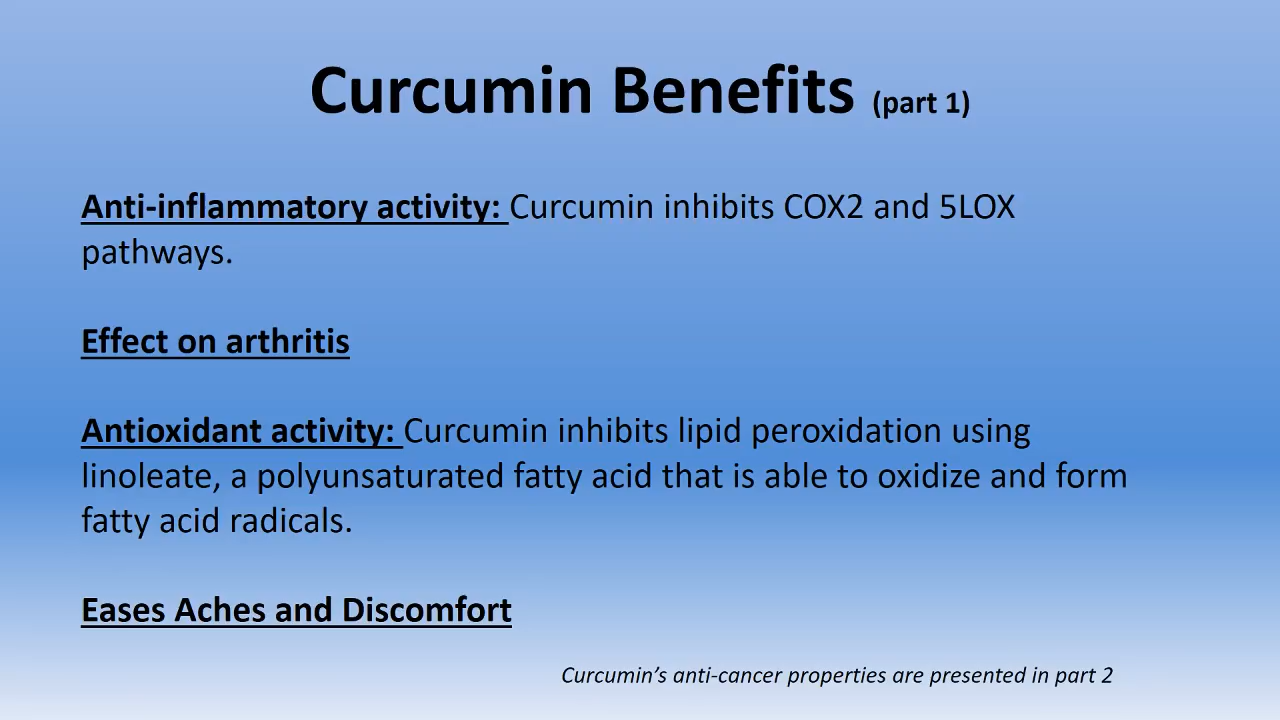 Curcumin Benefits (part 1)
Anti-inflammatory activity: Curcumin inhibits COX2 and 5LOX
pathways.
Effect on arthritis
Antioxidant activity: Curcumin inhibits lipid peroxidation using
linoleate, a polyunsaturated fatty acid that is able to oxidize and form
fatty acid radicals.
Eases Aches and Discomfort
Curcumin’s anti-cancer properties are presented in part 2